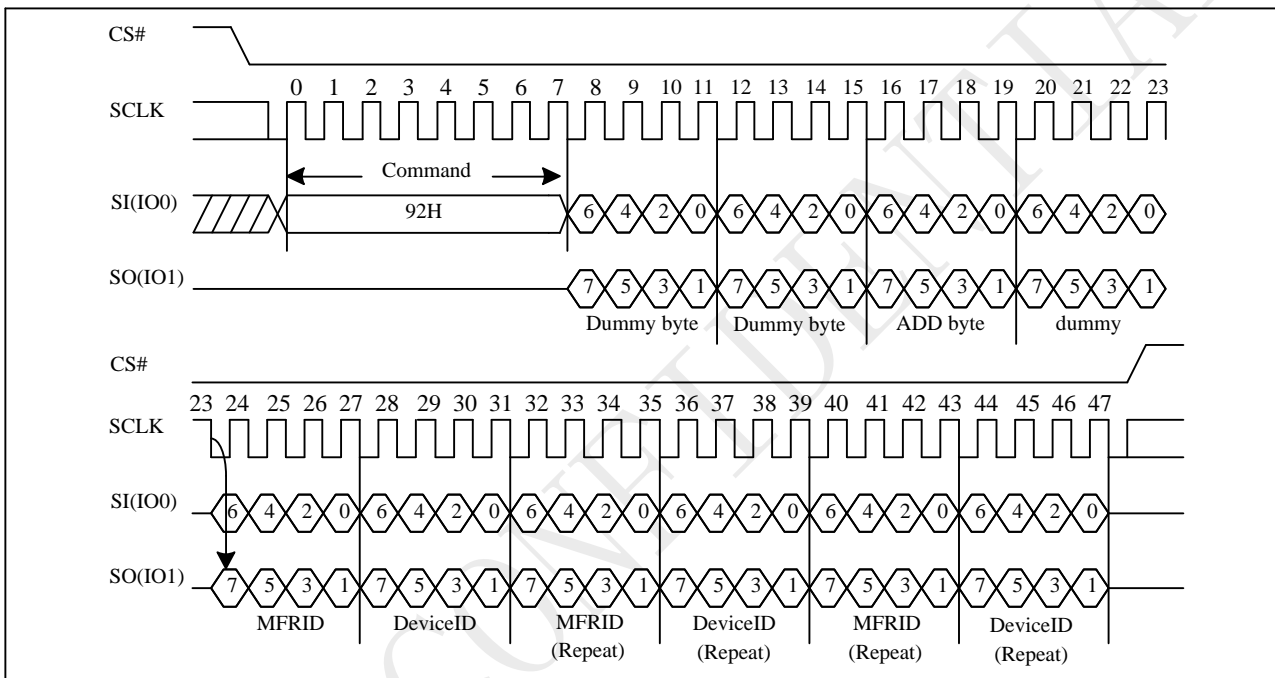 CS#
0 1 2 3 4 5 6 7 8 9 10 11 12 13 14 15 16 17 18 19 20 21 22 23
SCLK
Command
SI(IO0)
92H 6 4 2 0 6 4 2 0 6 4 2 0 6 4 2 0
SO(IO1)
7 5 3 1 7 5 3 1 7 5 3 1 7 5 3 1
Dummy byte Dummy byte ADD byte dummy
CS#
23 24 25 26 27 28 29 30 31 32 33 34 35 36 37 38 39 40 41 42 43 44 45 46 47
SCLK
SI(IO0)
6 4 2 0 6 4 2 0 6 4 2 0 6 4 2 0 6 4 2 0 6 4 2 0
SO(IO1)
7 5 3 1 7 5 3 1 7 5 3 1 7 5 3 1 7 5 3 1 7 5 3 1
MFRID DeviceID MFRID DeviceID MFRID DeviceID
(Repeat) (Repeat) (Repeat) (Repeat)
CONFIDENTIA